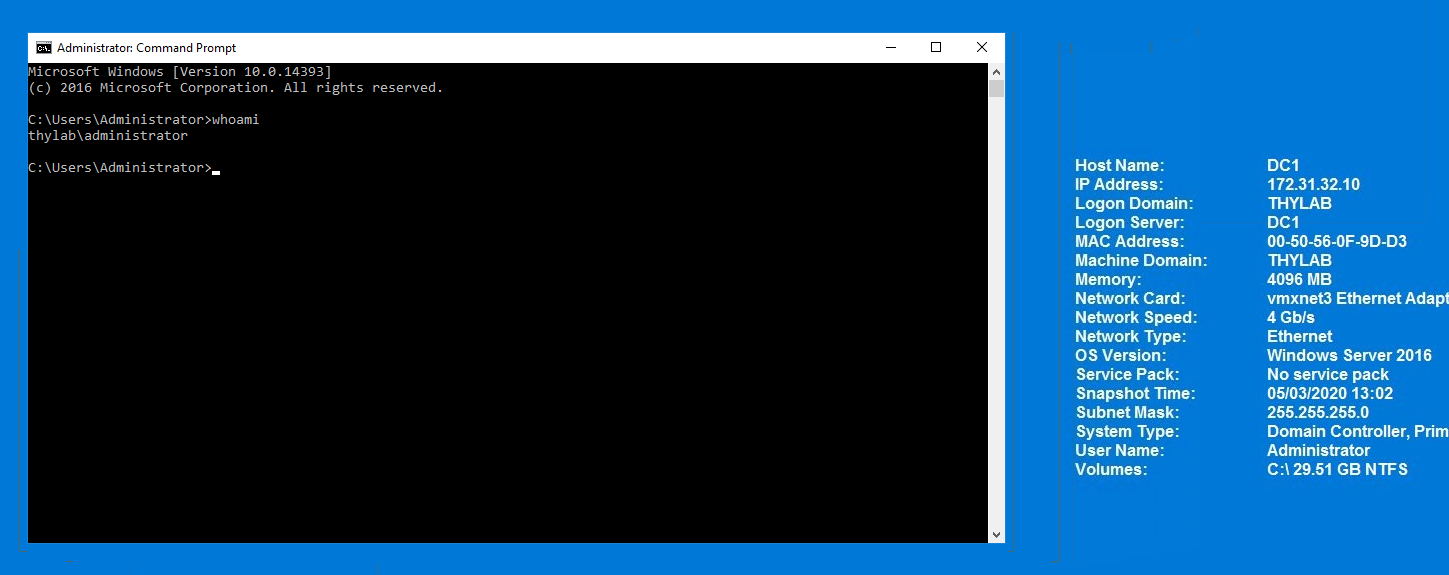 Administrator: Command Prompt
Microsoft Windows [Version 10.0.14393]
(c) 2016 Microsoft Corporation. All rights reserved.
C:\Users\Administrator>whoami
thylab\administrator
C:\Users\Administrator>
Host Name: DC1
IP Address: 172.31.32.10
Logon Domain: THYLAB
Logon Server: DC1
MAC Address: 00-50-56-0F-9D-D3
Machine Domain: THYLAB
Memory: 4096 MB
Network Card: vmxnet3 Ethernet Adapt
Network Speed: 4 Gb/s
Network Type: Ethernet
OS Version: Windows Server 2016
Service Pack: No service pack
Snapshot Time: 05/03/2020 13:02
Subnet Mask: 255.255.255.0
System Type: Domain Controller, Prim
User Name: Administrator
Volumes: C:\ 29.51 GB NTFS